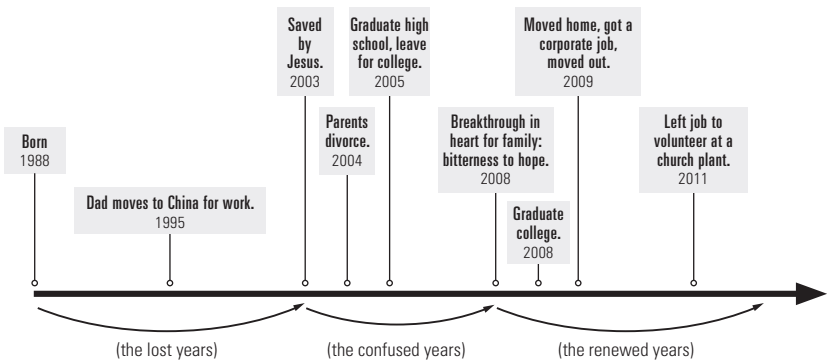 Born
1988
Dad moves to China for work.
1995
Saved
by
Jesus.
2003
Parents
divorce.
2004
Graduate high
school, leave
for college.
2005
Breakthrough in
heart for family:
bitterness to hope.
2008
Graduate
college.
2008
Moved home, got a
corporate job,
moved out.
2009
Left job to
volunteer at a
church plant.
2011
(the lost years)
(the confused years)
(the renewed years)